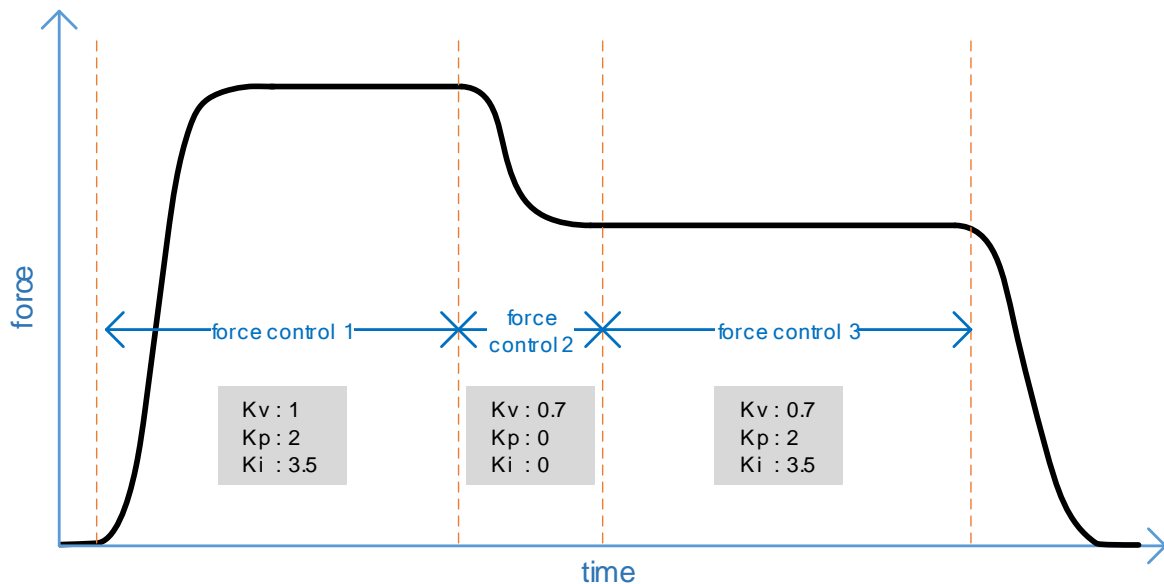 force
force control 1
force
control 2
force control 3
Kv : 1
Kp : 2
Ki : 3.5
Kv : 0.7
Kp : 0
Ki : 0
Kv : 0.7
Kp : 2
Ki : 3.5
time